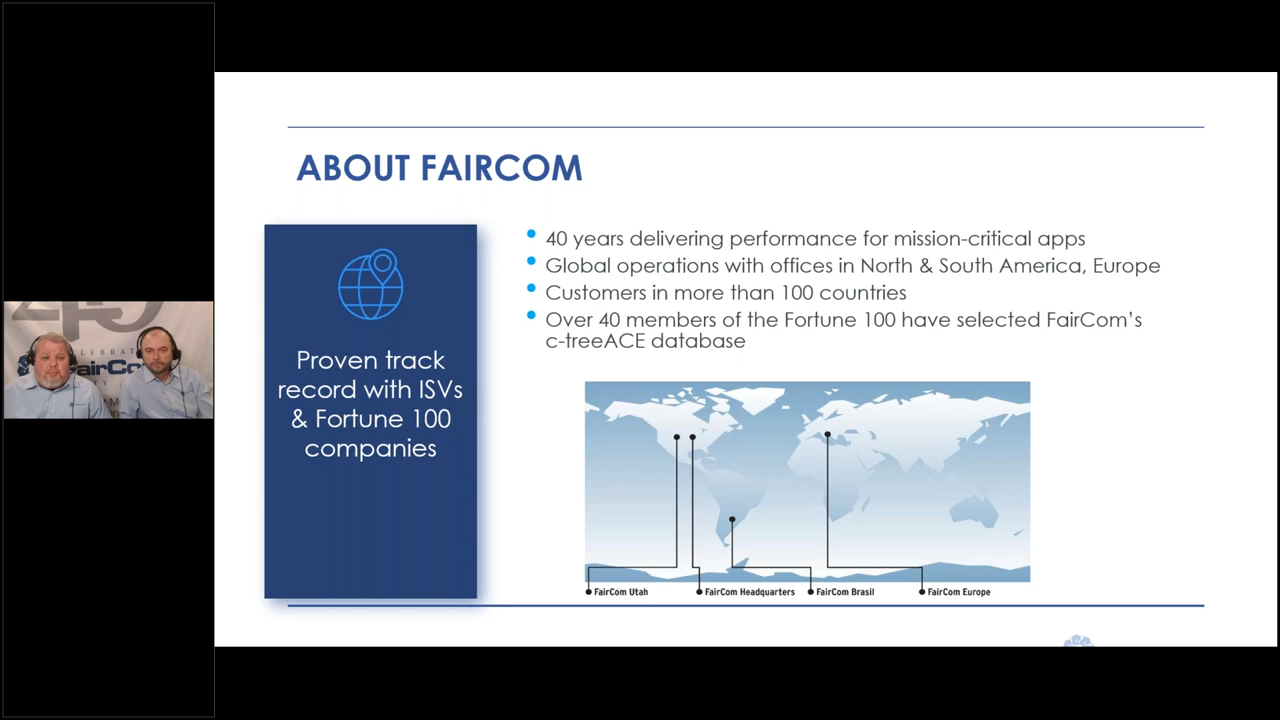 ABOUT FAIRCOM
Proven track
record with ISVs
& Fortune 100
companies
40 years delivering performance for mission-critical apps
Global operations with offices in North & South America, Europe
Customers in more than 100 countries
Over 40 members of the Fortune 100 have selected FairCom’s
c-treeACE database
FairCom Utah
FairCom Headquarters
FairCom Brasil
FairCom Europe